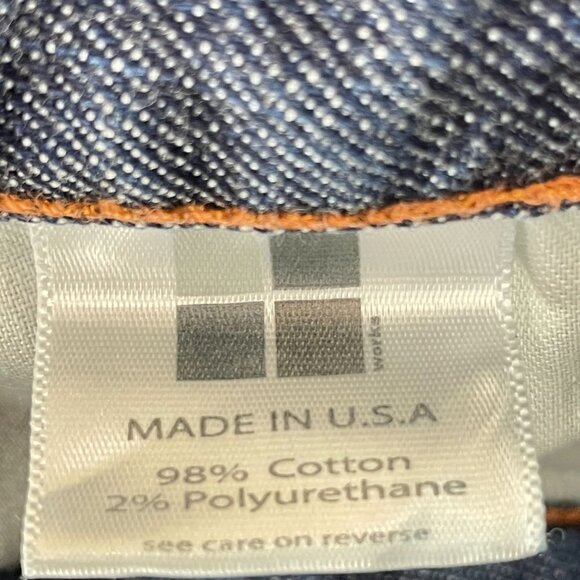 works
MADE IN U.S.A
98% Cotton
2% Polyurethane
see care on reverse